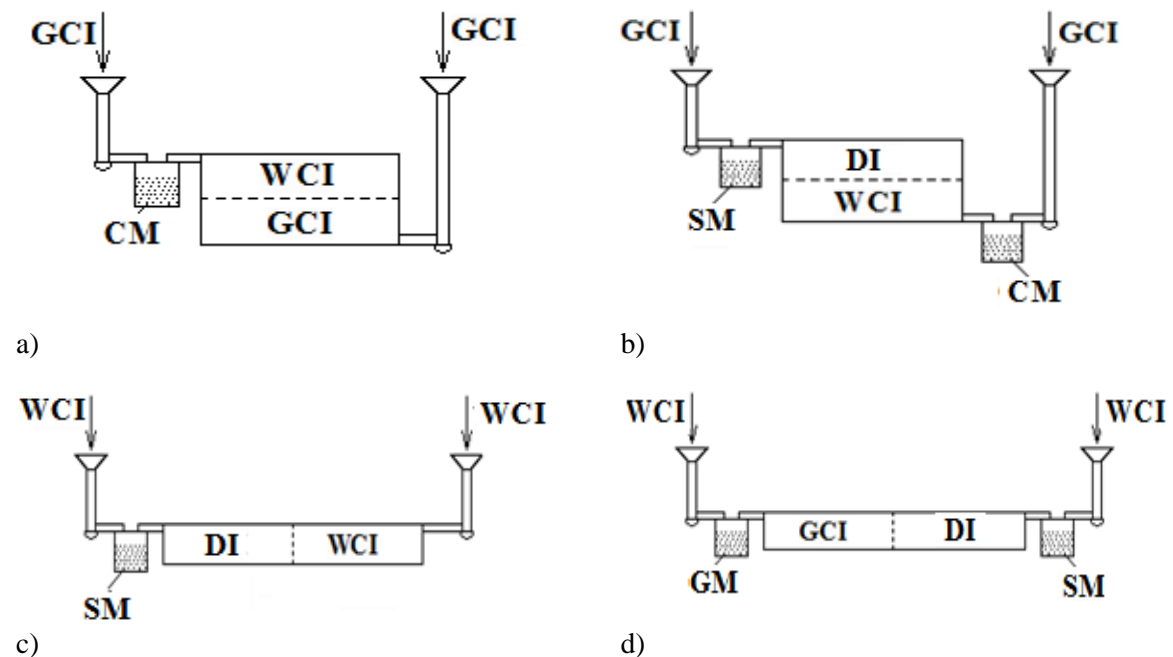 GCI GCI
WCI
GCI
CM
a)
GCI GCI
DI
WCI
SM
CM
b)
WCI WCI
DI WCI
SM
c)
WCI WCI
GCI DI
GM SM
d)